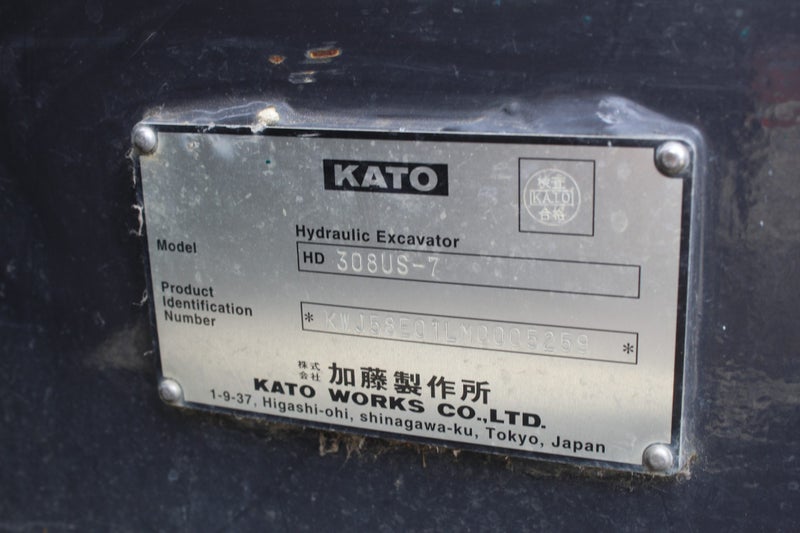 KATO
検査
KATO
合格
Hydraulic Excavator
Model HD 308US-7
Product
Identification
Number
* KWJ58E01LM0005259 *
株式
会社 加藤製作所
KATO WORKS CO.,LTD.
1-9-37, Higashi-ohi, shinagawa-ku, Tokyo, Japan